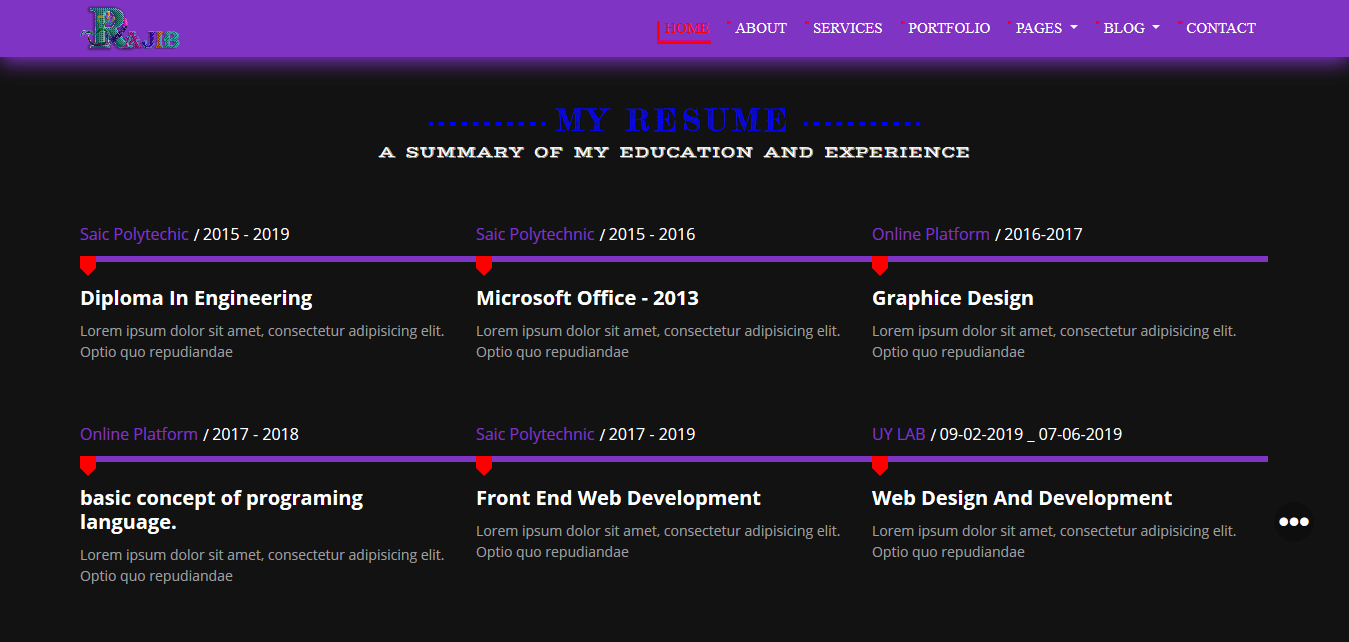 RAJIB
HOME ABOUT SERVICES PORTFOLIO PAGES BLOG CONTACT
MY RESUME
A SUMMARY OF MY EDUCATION AND EXPERIENCE
Saic Polytechic / 2015 - 2019
Saic Polytechnic / 2015 - 2016
Online Platform / 2016-2017
Diploma In Engineering
Microsoft Office - 2013
Graphice Design
Lorem ipsum dolor sit amet, consectetur adipisicing elit.
Optio quo repudiandae
Lorem ipsum dolor sit amet, consectetur adipisicing elit.
Optio quo repudiandae
Lorem ipsum dolor sit amet, consectetur adipisicing elit.
Optio quo repudiandae
Online Platform / 2017 - 2018
Saic Polytechnic / 2017 - 2019
UY LAB / 09-02-2019 _ 07-06-2019
basic concept of programing
language.
Front End Web Development
Web Design And Development
Lorem ipsum dolor sit amet, consectetur adipisicing elit.
Optio quo repudiandae
Lorem ipsum dolor sit amet, consectetur adipisicing elit.
Optio quo repudiandae
Lorem ipsum dolor sit amet, consectetur adipisicing elit.
Optio quo repudiandae